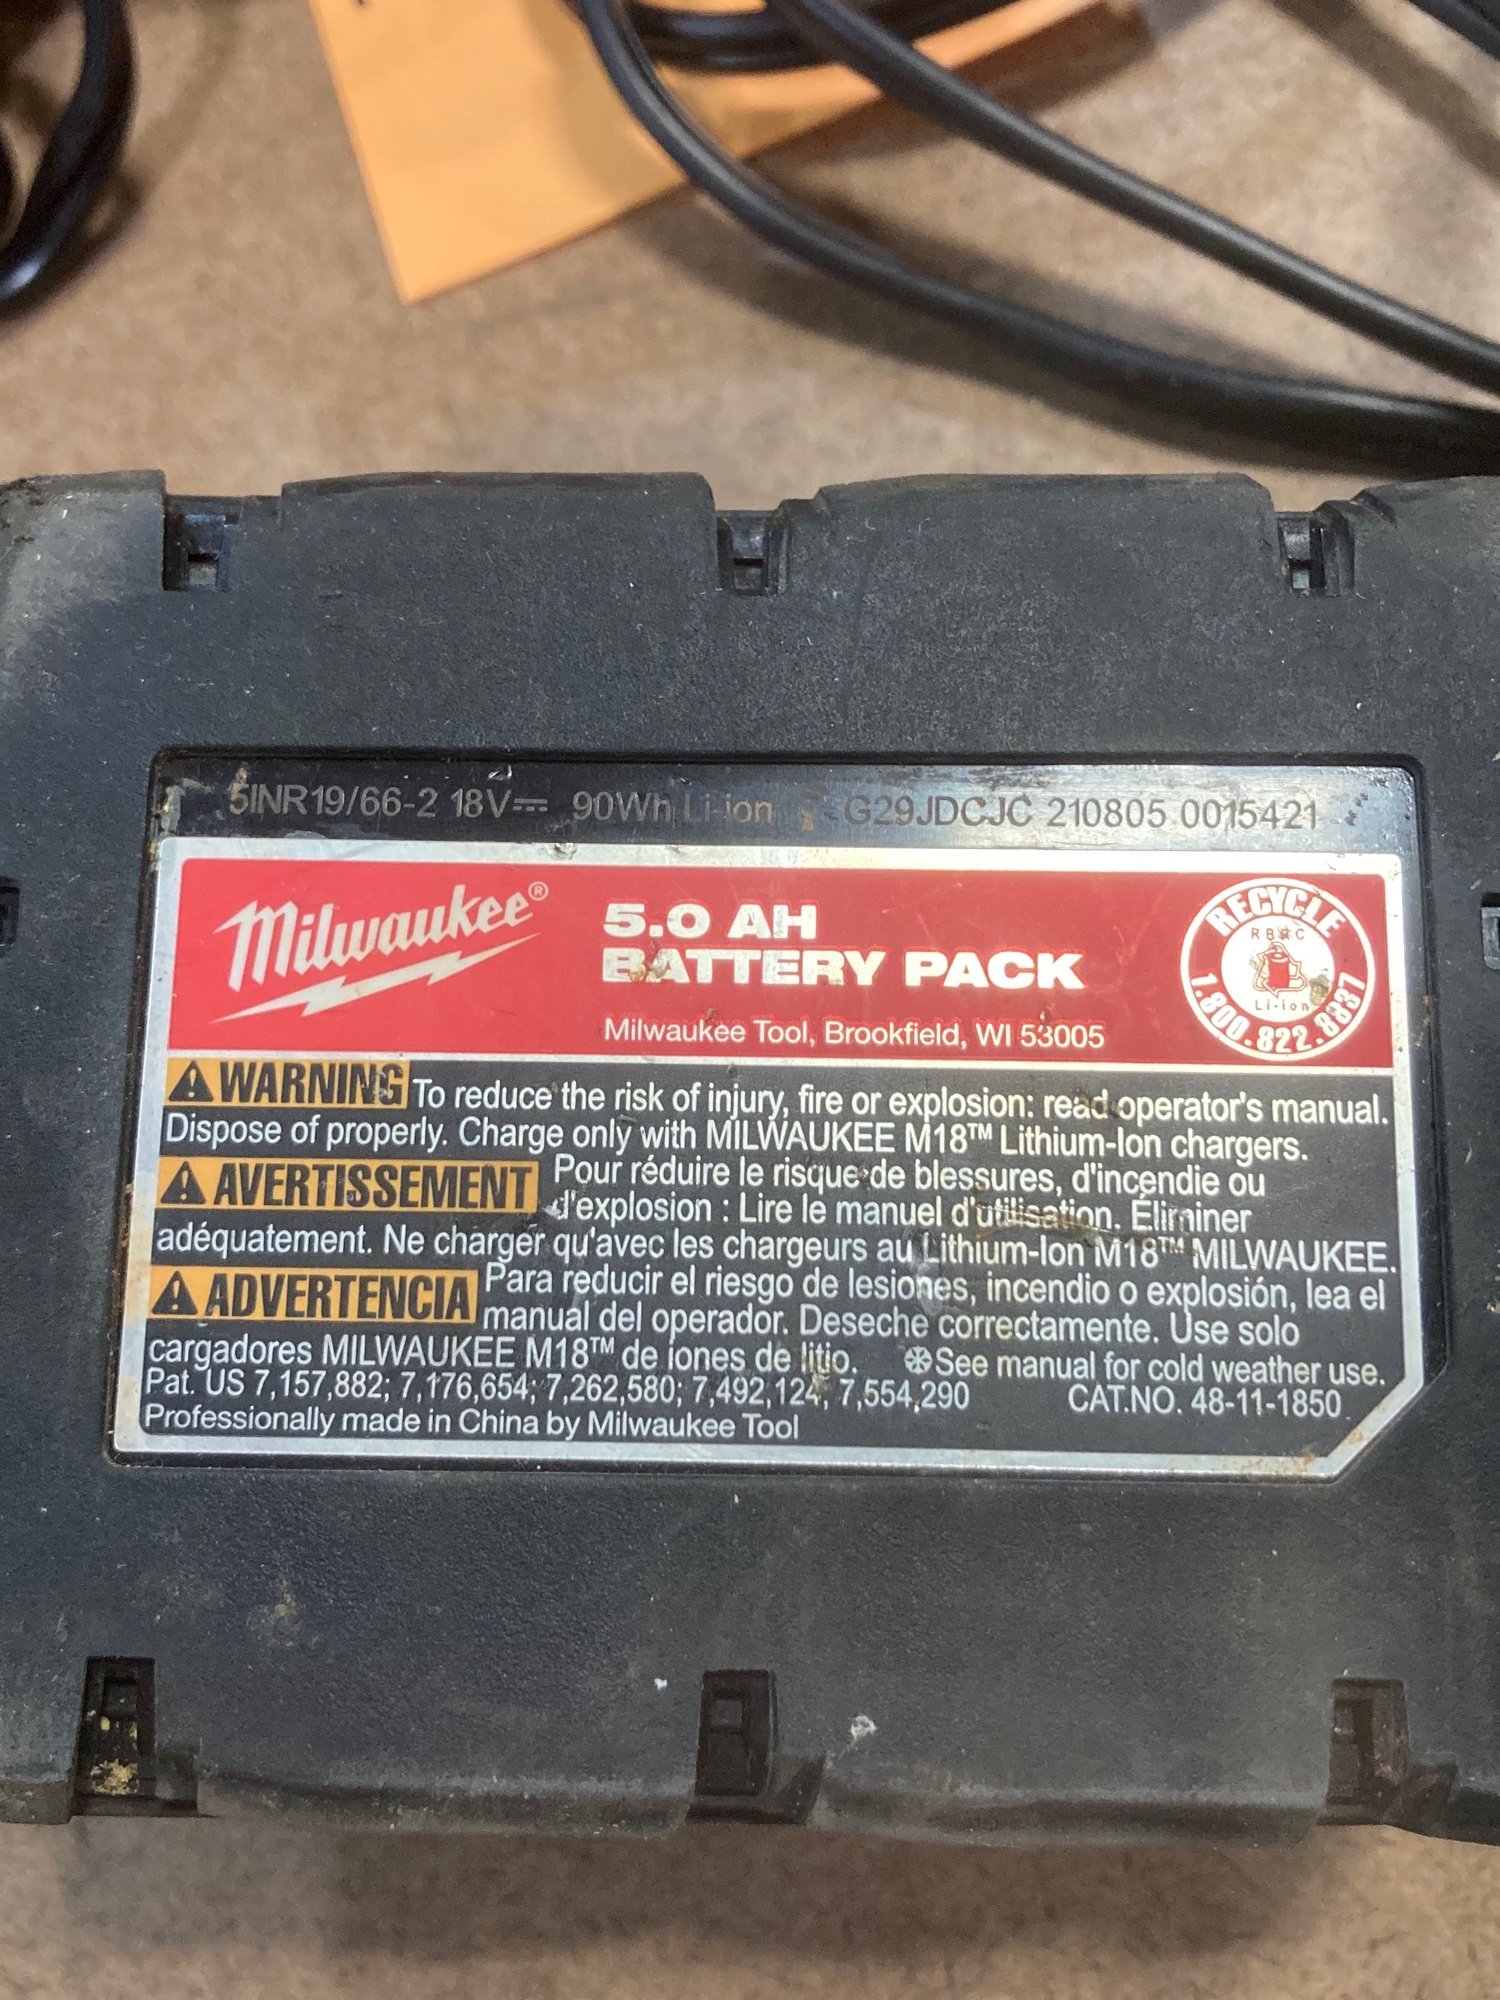 5INR19/66-2 18V⎓ 90Wh Li-ion G29JDCJC 210805 0015421
Milwaukee®
5.0 AH
BATTERY PACK
Milwaukee Tool, Brookfield, WI 53005
RECYCLE
RBRC
Li-ion
1.800.822.8837
⚠WARNING To reduce the risk of injury, fire or explosion: read operator's manual.
Dispose of properly. Charge only with MILWAUKEE M18™ Lithium-Ion chargers.
⚠AVERTISSEMENT Pour réduire le risque de blessures, d'incendie ou
d'explosion : Lire le manuel d'utilisation. Éliminer
adéquatement. Ne charger qu'avec les chargeurs au Lithium-Ion M18™ MILWAUKEE.
⚠ADVERTENCIA Para reducir el riesgo de lesiones, incendio o explosión, lea el
manual del operador. Deseche correctamente. Use solo
cargadores MILWAUKEE M18™ de iones de litio. ❄See manual for cold weather use.
Pat. US 7,157,882; 7,176,654; 7,262,580; 7,492,124, 7,554,290 CAT.NO. 48-11-1850
Professionally made in China by Milwaukee Tool